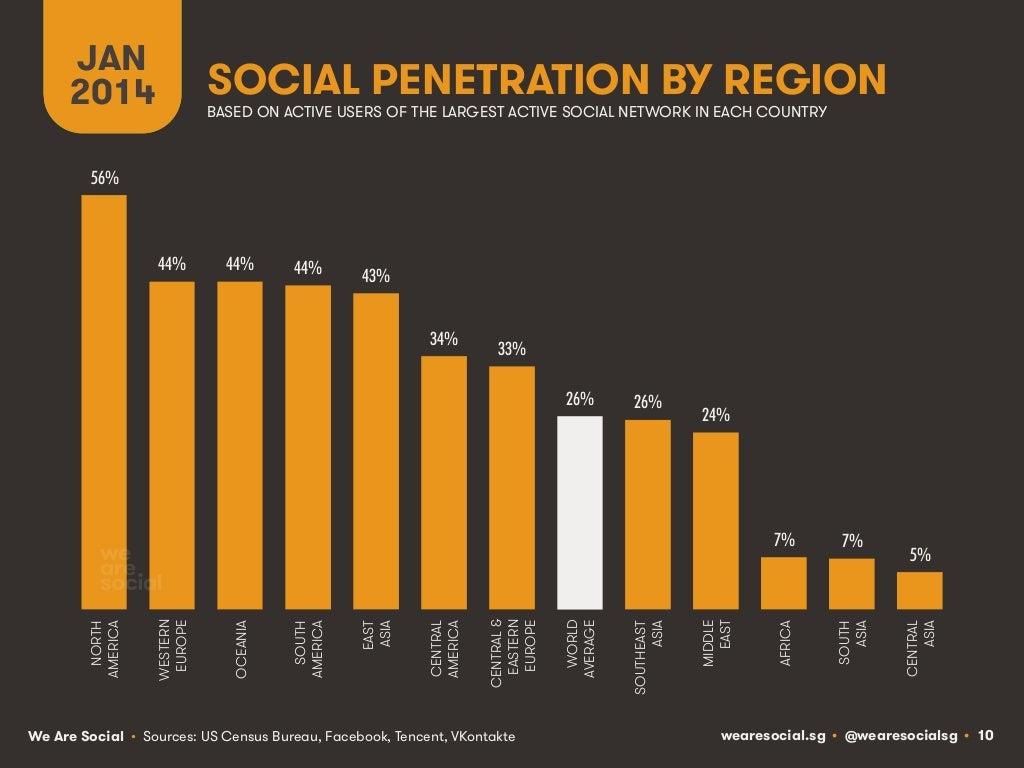 JAN
2014
SOCIAL PENETRATION BY REGION
BASED ON ACTIVE USERS OF THE LARGEST ACTIVE SOCIAL NETWORK IN EACH COUNTRY
56%
44%
44%
44%
43%
34%
33%
26%
26%
24%
7%
7%
5%
we
are
social
NORTH
AMERICA
WESTERN
EUROPE
OCEANIA
SOUTH
AMERICA
EAST
ASIA
CENTRAL
AMERICA
CENTRAL &
EASTERN
EUROPE
WORLD
AVERAGE
SOUTHEAST
ASIA
MIDDLE
EAST
AFRICA
SOUTH
ASIA
CENTRAL
ASIA
We Are Social • Sources: US Census Bureau, Facebook, Tencent, VKontakte
wearesocial.sg • @wearesocialsg • 10